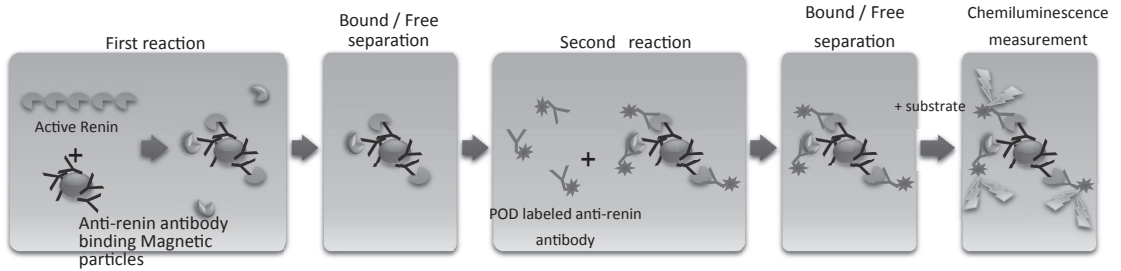 First reaction
Active Renin
+
Anti-renin antibody
binding Magnetic
particles
Bound / Free
separation
Second reaction
+
POD labeled anti-renin
antibody
Bound / Free
separation
+ substrate
Chemiluminescence
measurement